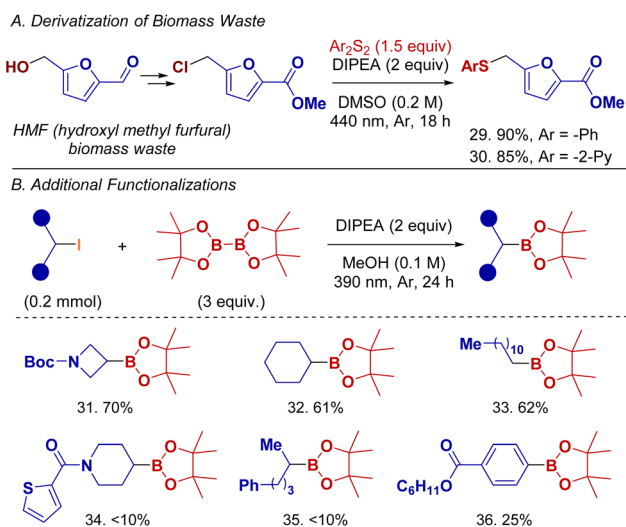 A. Derivatization of Biomass Waste
HO
O
O
Cl
O
O
OMe
Ar2S2 (1.5 equiv)
DIPEA (2 equiv)
DMSO (0.2 M)
440 nm, Ar, 18 h
ArS
O
O
OMe
HMF (hydroxyl methyl furfural)
biomass waste
29. 90%, Ar = -Ph
30. 85%, Ar = -2-Py
B. Additional Functionalizations
I
(0.2 mmol)
+
O
O
B B
O
O
(3 equiv.)
DIPEA (2 equiv)
MeOH (0.1 M)
390 nm, Ar, 24 h
O
B
O
Boc N
O
B
O
31. 70%
O
B
O
32. 61%
Me
10
O
B
O
33. 62%
O
N
S
O
B
O
34. <10%
Me
Ph
3
O
B
O
35. <10%
O
C6H11 O
O
B
O
36. 25%